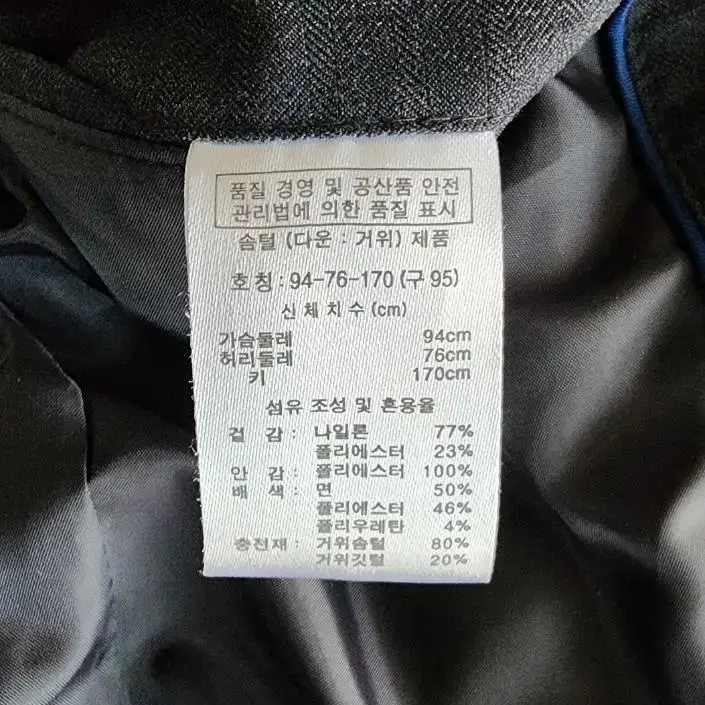 품질 경영 및 공산품 안전
관리법에 의한 품질 표시
솜털 (다운 : 거위) 제품
호칭 : 94-76-170 (구 95)
신체치수 (cm)
가슴둘레 94cm
허리둘레 76cm
키 170cm
섬유 조성 및 혼용율
겉 감 : 나일론 77%
폴리에스터 23%
안 감 : 폴리에스터 100%
배 색 : 면 50%
폴리에스터 46%
폴리우레탄 4%
충전재 : 거위솜털 80%
거위깃털 20%